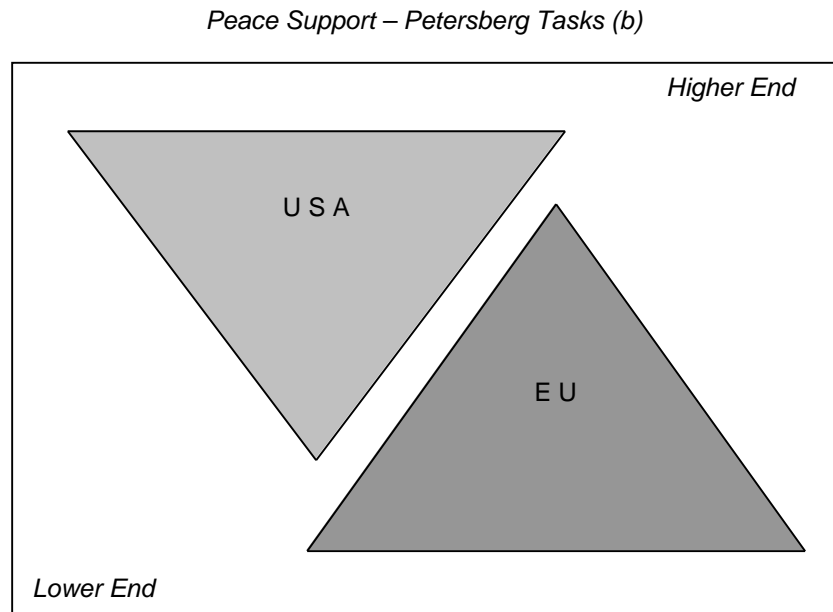 Peace Support – Petersberg Tasks (b)
Higher End
U S A
E U
Lower End